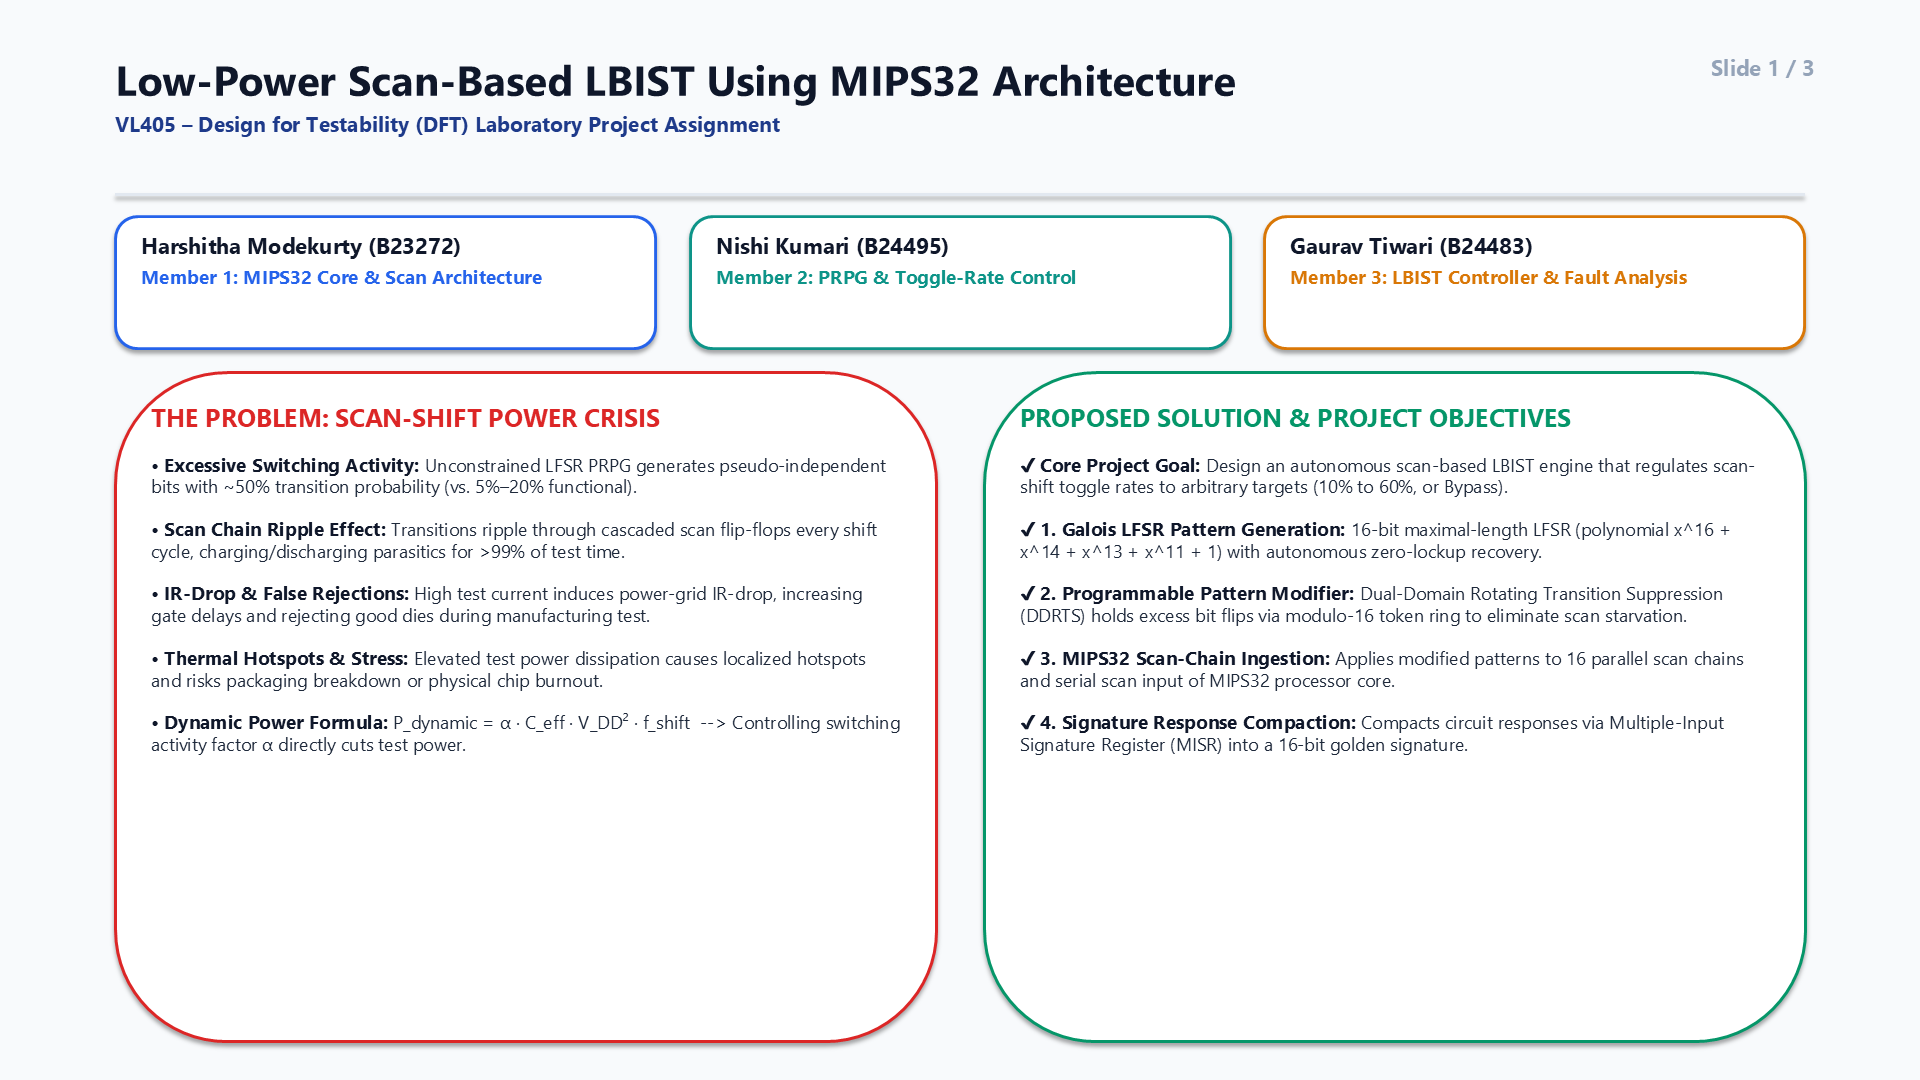 Low-Power Scan-Based LBIST Using MIPS32 Architecture
Slide 1 / 3
VL405 – Design for Testability (DFT) Laboratory Project Assignment
Harshitha Modekurty (B23272)
Member 1: MIPS32 Core & Scan Architecture
Nishi Kumari (B24495)
Member 2: PRPG & Toggle-Rate Control
Gaurav Tiwari (B24483)
Member 3: LBIST Controller & Fault Analysis
THE PROBLEM: SCAN-SHIFT POWER CRISIS
• Excessive Switching Activity: Unconstrained LFSR PRPG generates pseudo-independent
bits with ~50% transition probability (vs. 5%–20% functional).
• Scan Chain Ripple Effect: Transitions ripple through cascaded scan flip-flops every shift
cycle, charging/discharging parasitics for >99% of test time.
• IR-Drop & False Rejections: High test current induces power-grid IR-drop, increasing
gate delays and rejecting good dies during manufacturing test.
• Thermal Hotspots & Stress: Elevated test power dissipation causes localized hotspots
and risks packaging breakdown or physical chip burnout.
• Dynamic Power Formula: P_dynamic = α · C_eff · V_DD² · f_shift  --> Controlling switching
activity factor α directly cuts test power.
PROPOSED SOLUTION & PROJECT OBJECTIVES
✔ Core Project Goal: Design an autonomous scan-based LBIST engine that regulates scan-
shift toggle rates to arbitrary targets (10% to 60%, or Bypass).
✔ 1. Galois LFSR Pattern Generation: 16-bit maximal-length LFSR (polynomial x^16 +
x^14 + x^13 + x^11 + 1) with autonomous zero-lockup recovery.
✔ 2. Programmable Pattern Modifier: Dual-Domain Rotating Transition Suppression
(DDRTS) holds excess bit flips via modulo-16 token ring to eliminate scan starvation.
✔ 3. MIPS32 Scan-Chain Ingestion: Applies modified patterns to 16 parallel scan chains
and serial scan input of MIPS32 processor core.
✔ 4. Signature Response Compaction: Compacts circuit responses via Multiple-Input
Signature Register (MISR) into a 16-bit golden signature.